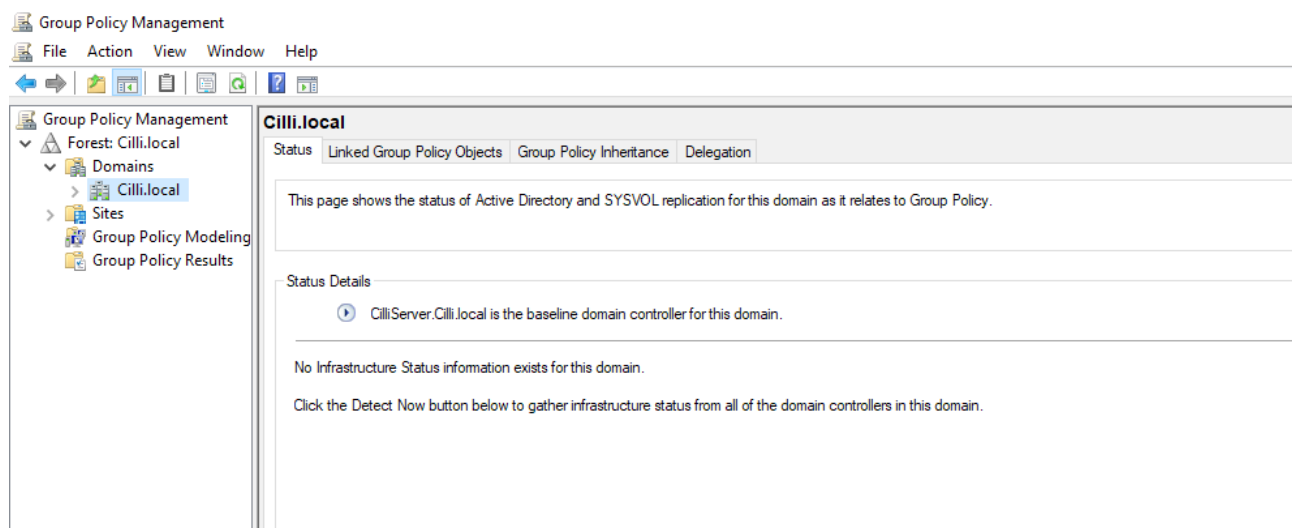 Group Policy Management
File Action View Window Help
Group Policy Management
Forest: Cilli.local
Domains
Cilli.local
Sites
Group Policy Modeling
Group Policy Results
Cilli.local
Status Linked Group Policy Objects Group Policy Inheritance Delegation
This page shows the status of Active Directory and SYSVOL replication for this domain as it relates to Group Policy.
Status Details
CilliServer.Cilli.local is the baseline domain controller for this domain.
No Infrastructure Status information exists for this domain.
Click the Detect Now button below to gather infrastructure status from all of the domain controllers in this domain.